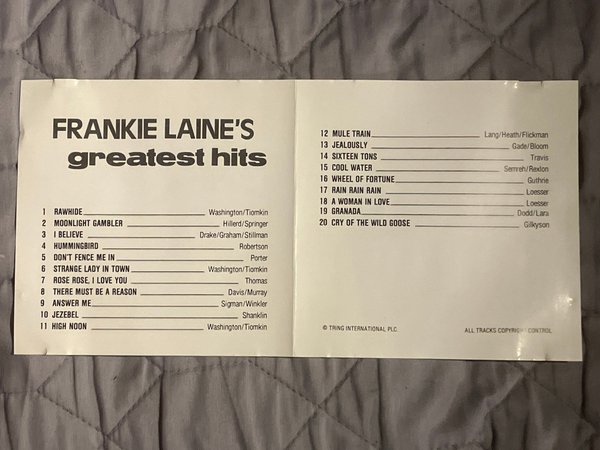 FRANKIE LAINE'S
greatest hits
1 RAWHIDE Washington/Tiomkin
2 MOONLIGHT GAMBLER Hillerd/Springer
3 I BELIEVE Drake/Graham/Stillman
4 HUMMINGBIRD Robertson
5 DON'T FENCE ME IN Porter
6 STRANGE LADY IN TOWN Washington/Tiomkin
7 ROSE ROSE, I LOVE YOU Thomas
8 THERE MUST BE A REASON Davis/Murray
9 ANSWER ME Sigman/Winkler
10 JEZEBEL Shanklin
11 HIGH NOON Washington/Tiomkin
12 MULE TRAIN Lang/Heath/Flickman
13 JEALOUSLY Gade/Bloom
14 SIXTEEN TONS Travis
15 COOL WATER Semreh/Rexlon
16 WHEEL OF FORTUNE Guthrie
17 RAIN RAIN RAIN Loesser
18 A WOMAN IN LOVE Loesser
19 GRANADA Dodd/Lara
20 CRY OF THE WILD GOOSE Gilkyson
© TRING INTERNATIONAL PLC. ALL TRACKS COPYRIGHT CONTROL